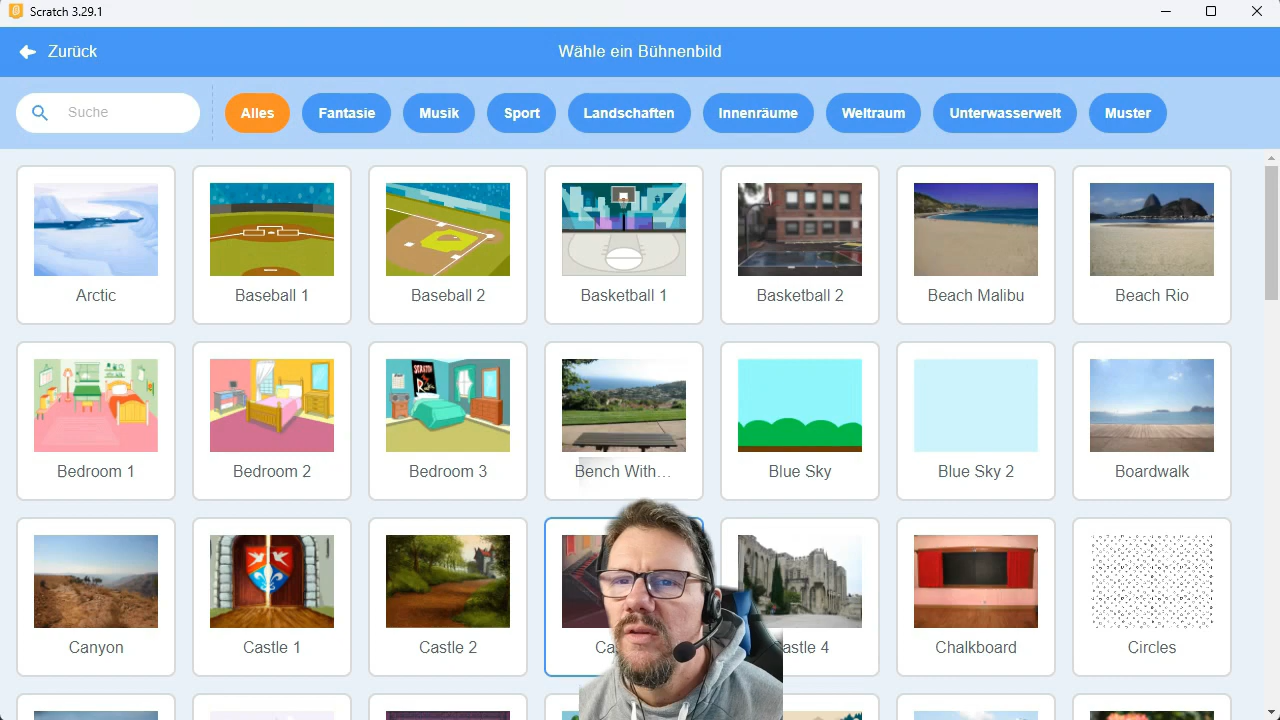 Scratch 3.29.1
Zurück
Wähle ein Bühnenbild
Suche
Alles
Fantasie
Musik
Sport
Landschaften
Innenräume
Weltraum
Unterwasserwelt
Muster
Arctic
Baseball 1
Baseball 2
Basketball 1
Basketball 2
Beach Malibu
Beach Rio
Bedroom 1
Bedroom 2
Bedroom 3
Bench With...
Blue Sky
Blue Sky 2
Boardwalk
Canyon
Castle 1
Castle 2
Ca
astle 4
Chalkboard
Circles